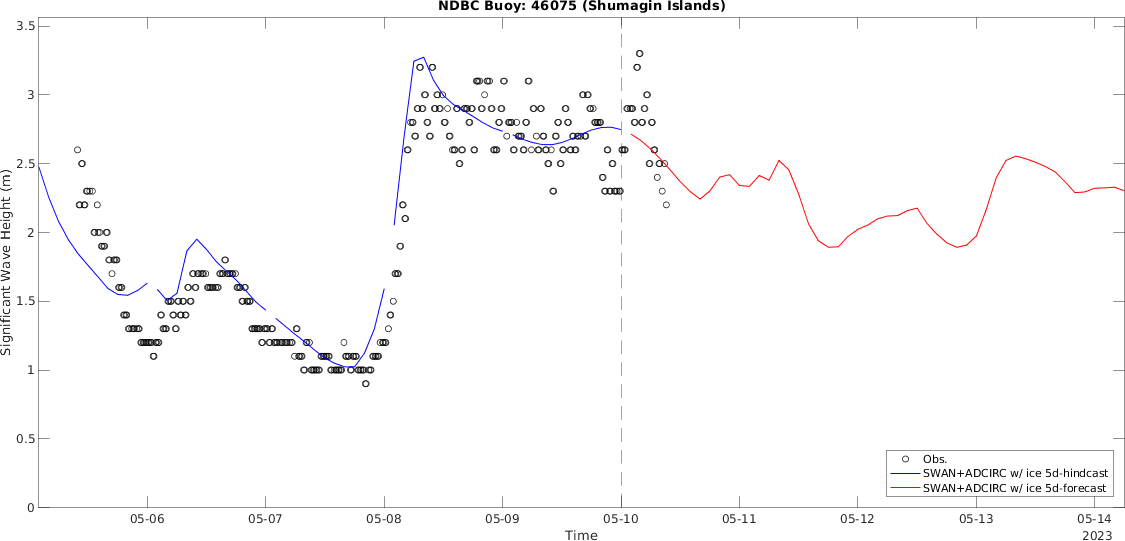 NDBC Buoy: 46075 (Shumagin Islands)
3.5
3
2.5
2
1.5
1
0.5
0
Significant Wave Height (m)
Obs.
SWAN+ADCIRC w/ ice 5d-hindcast
SWAN+ADCIRC w/ ice 5d-forecast
05-06 05-07 05-08 05-09 05-10 05-11 05-12 05-13 05-14
Time
2023